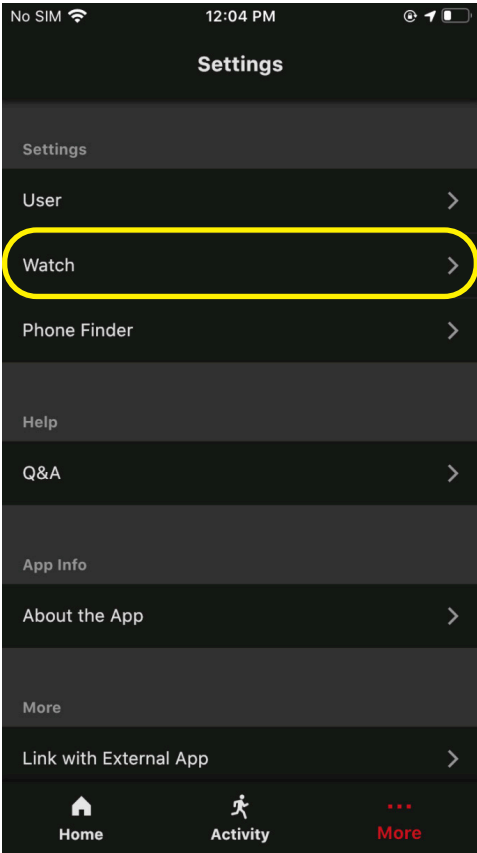 No SIM 12:04 PM
Settings
Settings
User
Watch
Phone Finder
Help
Q&A
App Info
About the App
More
Link with External App
Home Activity More